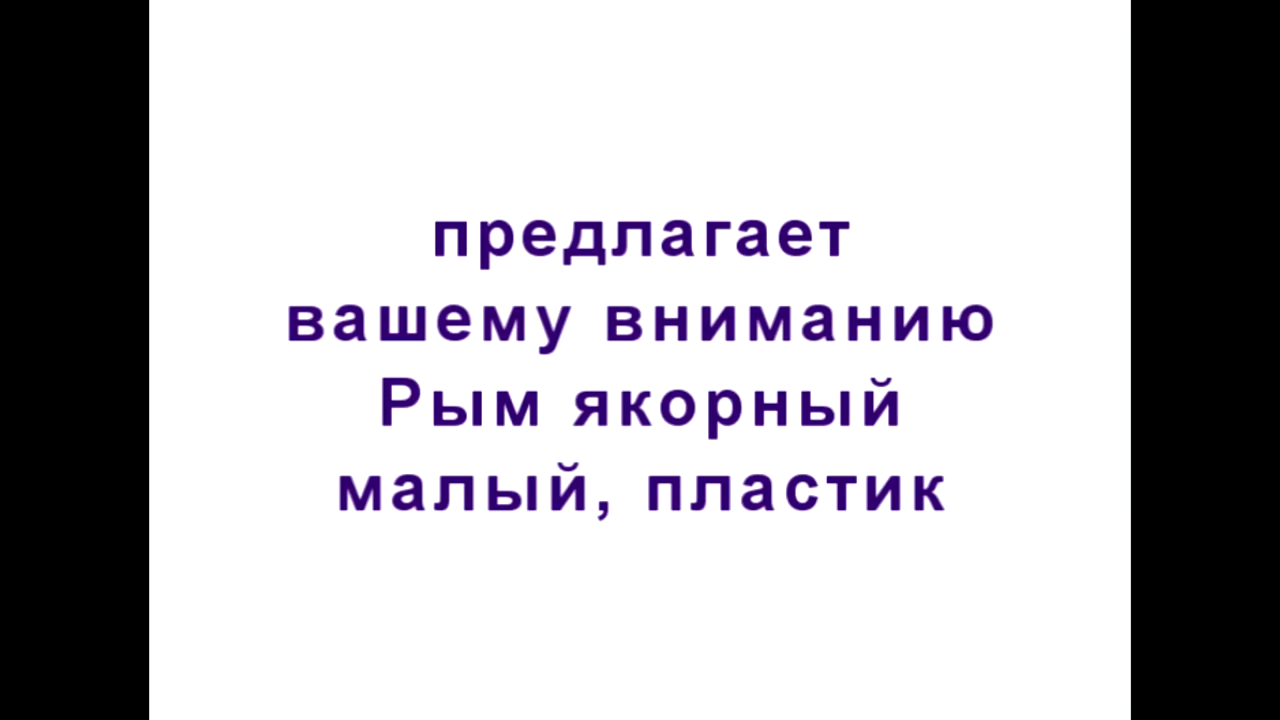 предлагает
вашему вниманию
Рым якорный
малый, пластик